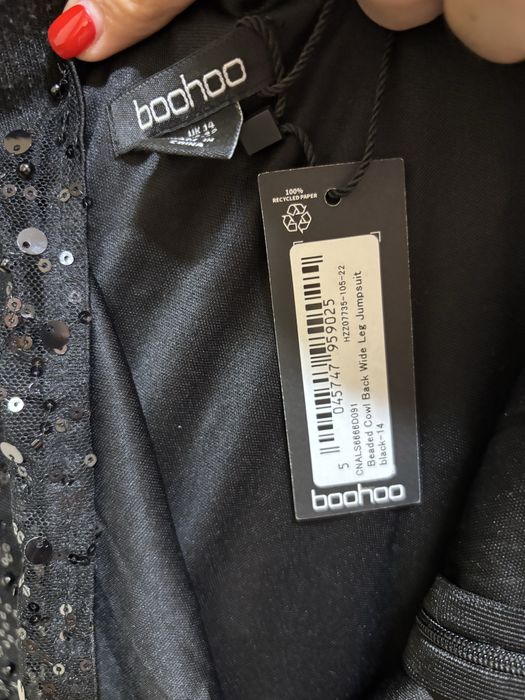 boohoo
UK 14
100%
RECYCLED PAPER
HZZ07735-105-22
5 045747 959025
CNALS6666D091
Beaded Cowl Back Wide Leg Jumpsuit
black-14
boohoo